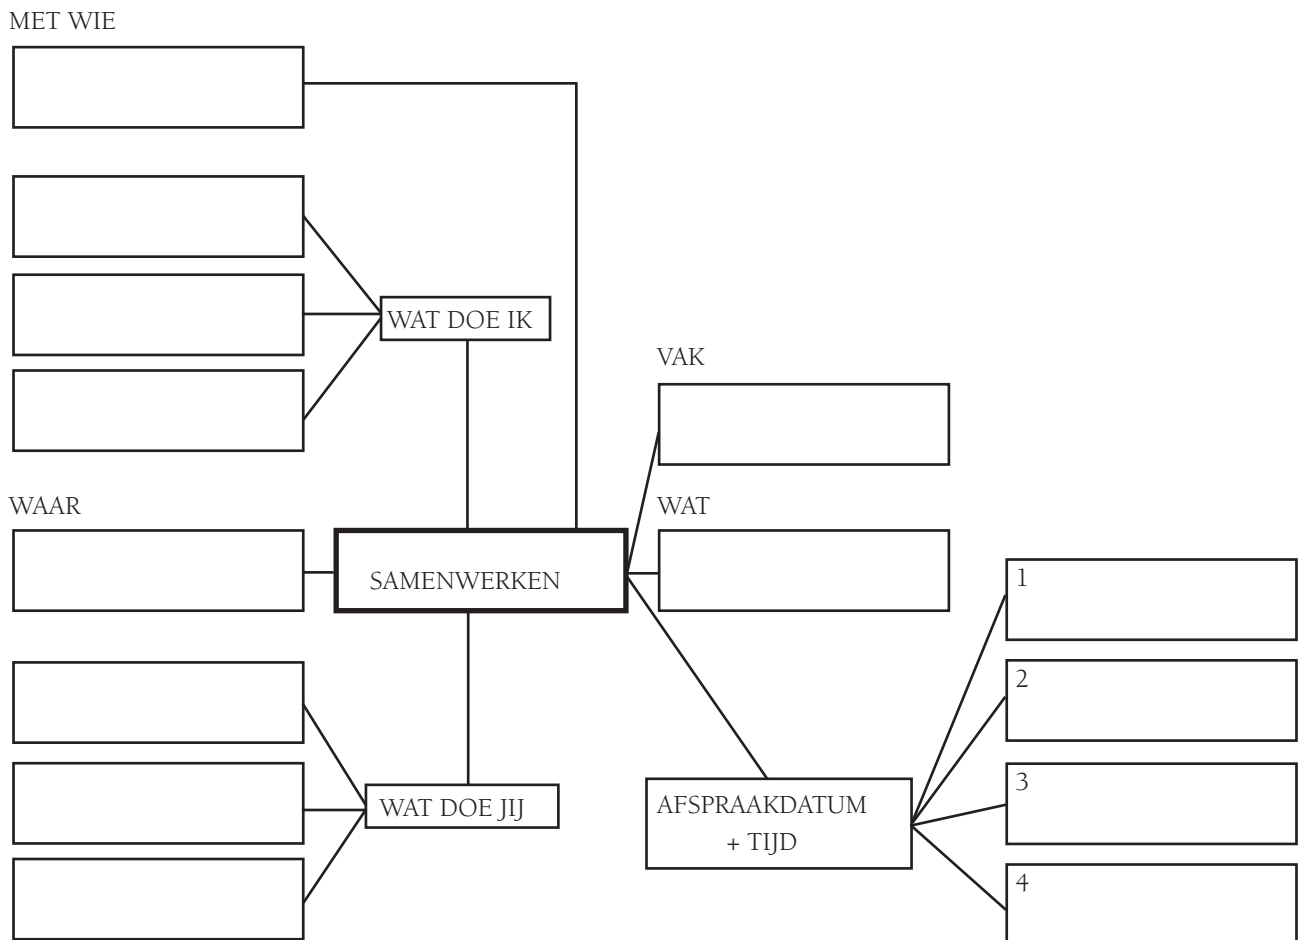 MET WIE
WAT DOE IK
VAK
WAAR
WAT
SAMENWERKEN
1
2
3
4
WAT DOE JIJ
AFSPRAAKDATUM
+ TIJD